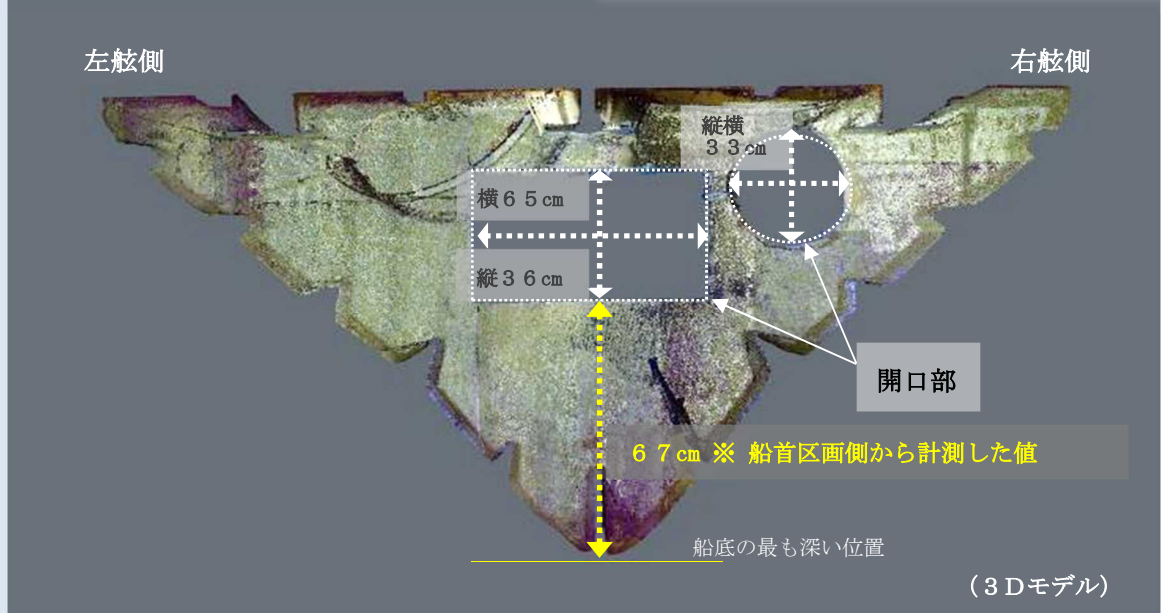 左舷側
右舷側
縦横
３３cm
横６５cm
縦３６cm
開口部
６７cm ※ 船首区画側から計測した値
船底の最も深い位置
（３Ｄモデル）